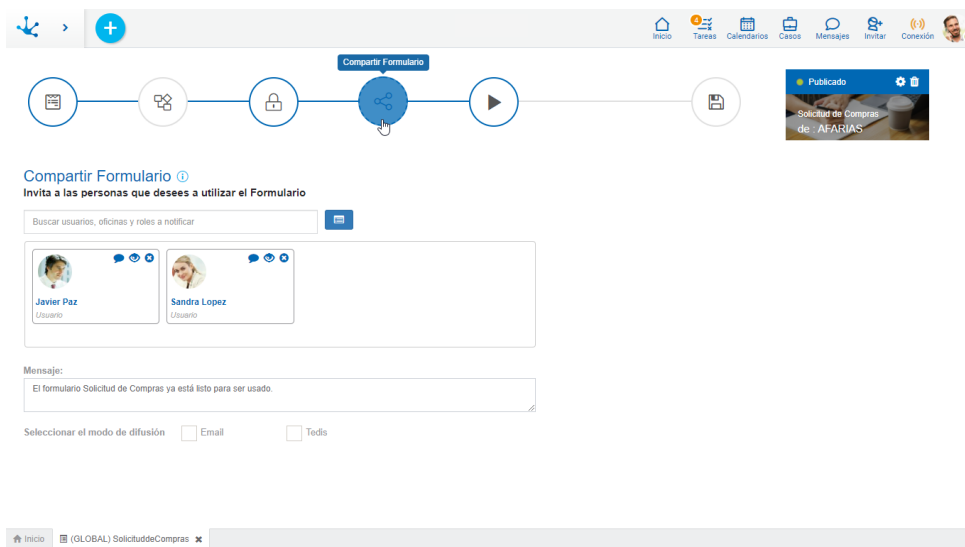 4
Inicio
Tareas
Calendarios
Casos
Mensajes
Invitar
Conexión
Compartir Formulario
Publicado
Solicitud de Compras
de : AFARIAS
Compartir Formulario
Invita a las personas que desees a utilizar el Formulario
Buscar usuarios, oficinas y roles a notificar
Javier Paz
Usuario
Sandra Lopez
Usuario
Mensaje:
El formulario Solicitud de Compras ya está listo para ser usado.
Seleccionar el modo de difusión Email Tedis
Inicio (GLOBAL) SolicituddeCompras